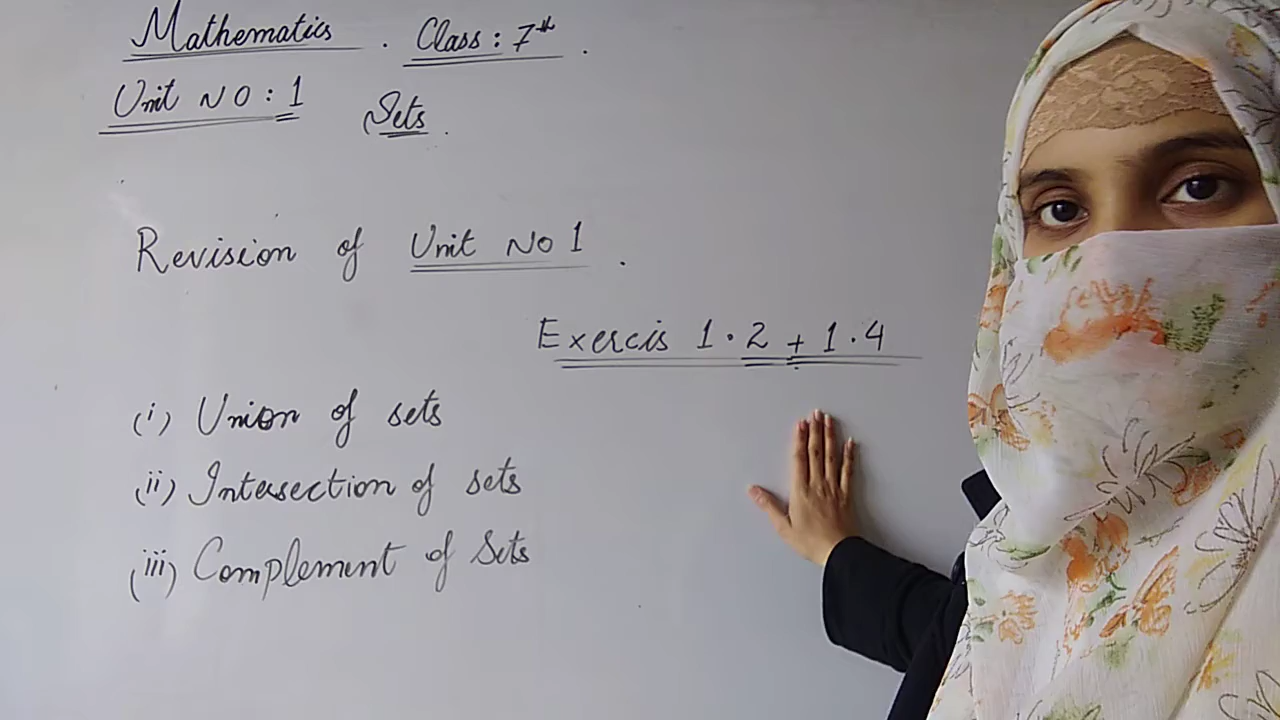 Mathematics . Class : 7th .
Unit NO : 1 Sets .
Revision of Unit No 1 .
Exercis 1.2 + 1.4
(i) Union of sets
(ii) Intersection of sets
(iii) Complement of Sets